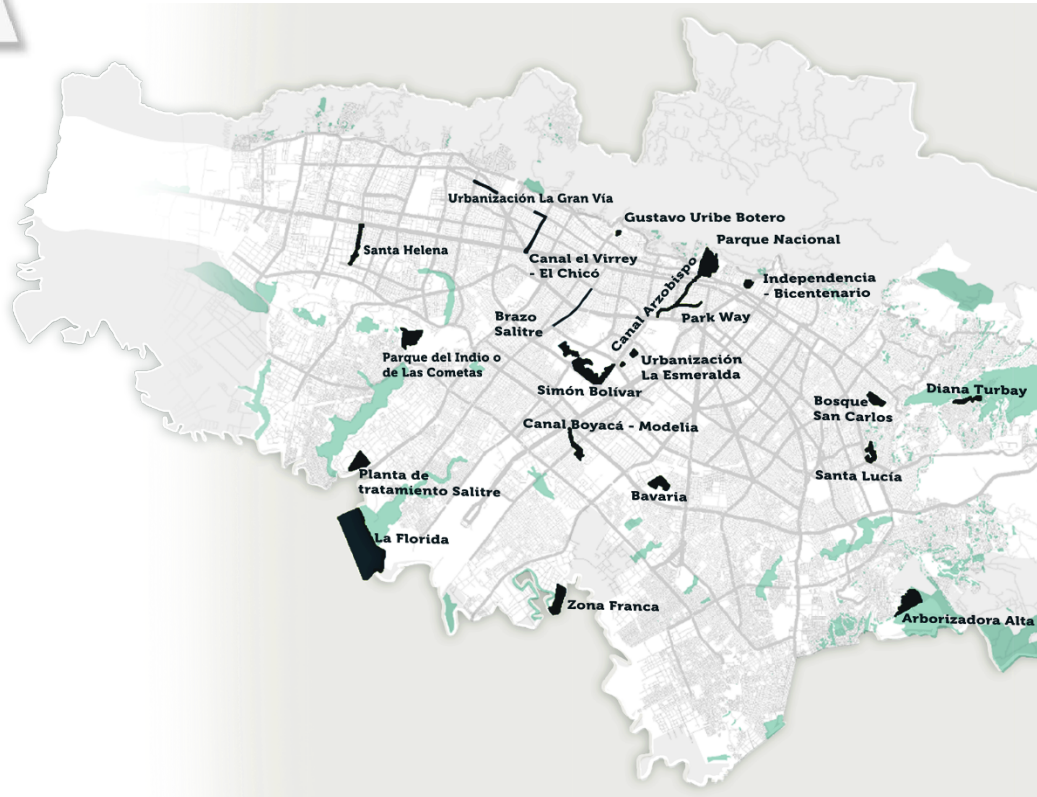 Urbanización La Gran Vía
Gustavo Uribe Botero
Parque Nacional
Santa Helena
Canal el Virrey
- El Chicó
Canal Arzobispo
Independencia
- Bicentenario
Brazo
Salitre
Park Way
Parque del Indio o
de Las Cometas
Urbanización
La Esmeralda
Simón Bolívar
Diana Turbay
Bosque
San Carlos
Canal Boyacá - Modelia
Santa Lucía
Planta de
tratamiento Salitre
Bavaria
La Florida
Zona Franca
Arborizadora Alta